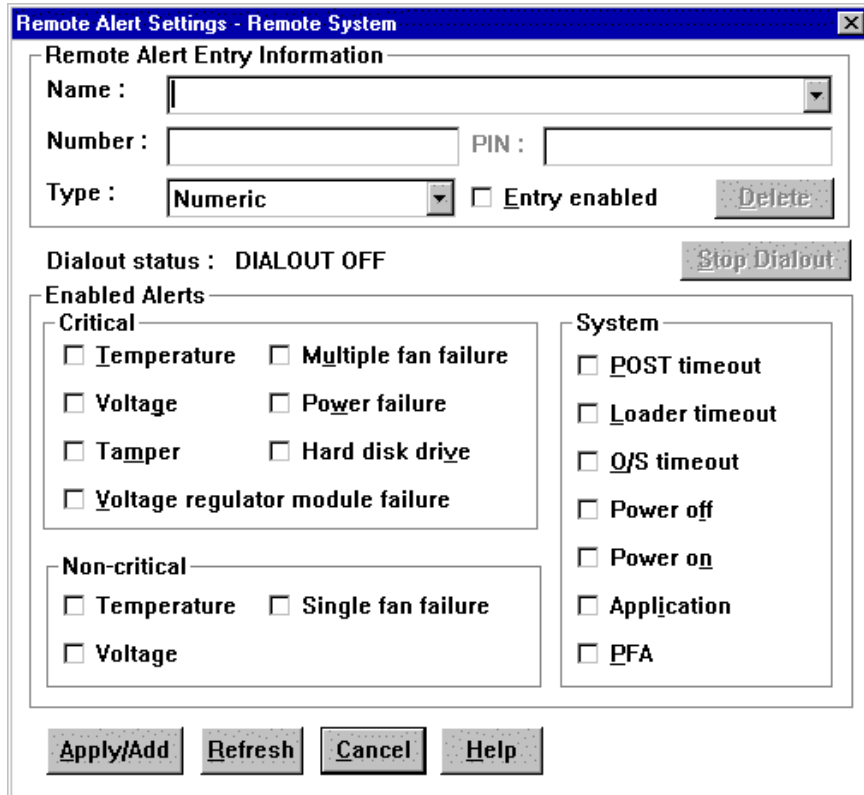 Remote Alert Settings - Remote System
Remote Alert Entry Information
Name :
Number : PIN :
Type : Numeric Entry enabled Delete
Dialout status : DIALOUT OFF Stop Dialout
Enabled Alerts
Critical
Temperature Multiple fan failure
Voltage Power failure
Tamper Hard disk drive
Voltage regulator module failure
Non-critical
Temperature Single fan failure
Voltage
System
POST timeout
Loader timeout
O/S timeout
Power off
Power on
Application
PFA
Apply/Add Refresh Cancel Help